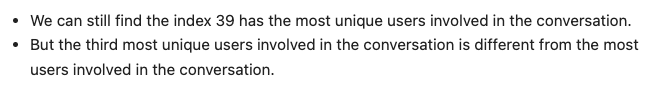 • We can still find the index 39 has the most unique users involved in the conversation.
• But the third most unique users involved in the conversation is different from the most
users involved in the conversation.